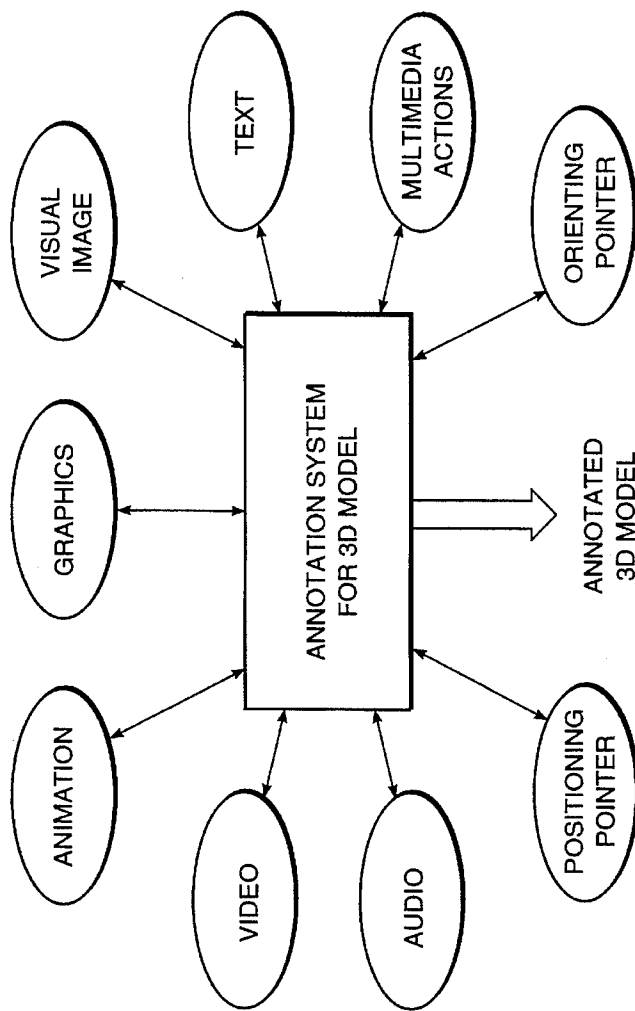 ANIMATION
GRAPHICS
VISUAL
IMAGE
VIDEO
TEXT
ANNOTATION SYSTEM
FOR 3D MODEL
AUDIO
MULTIMEDIA
ACTIONS
POSITIONING
POINTER
ANNOTATED
3D MODEL
ORIENTING
POINTER